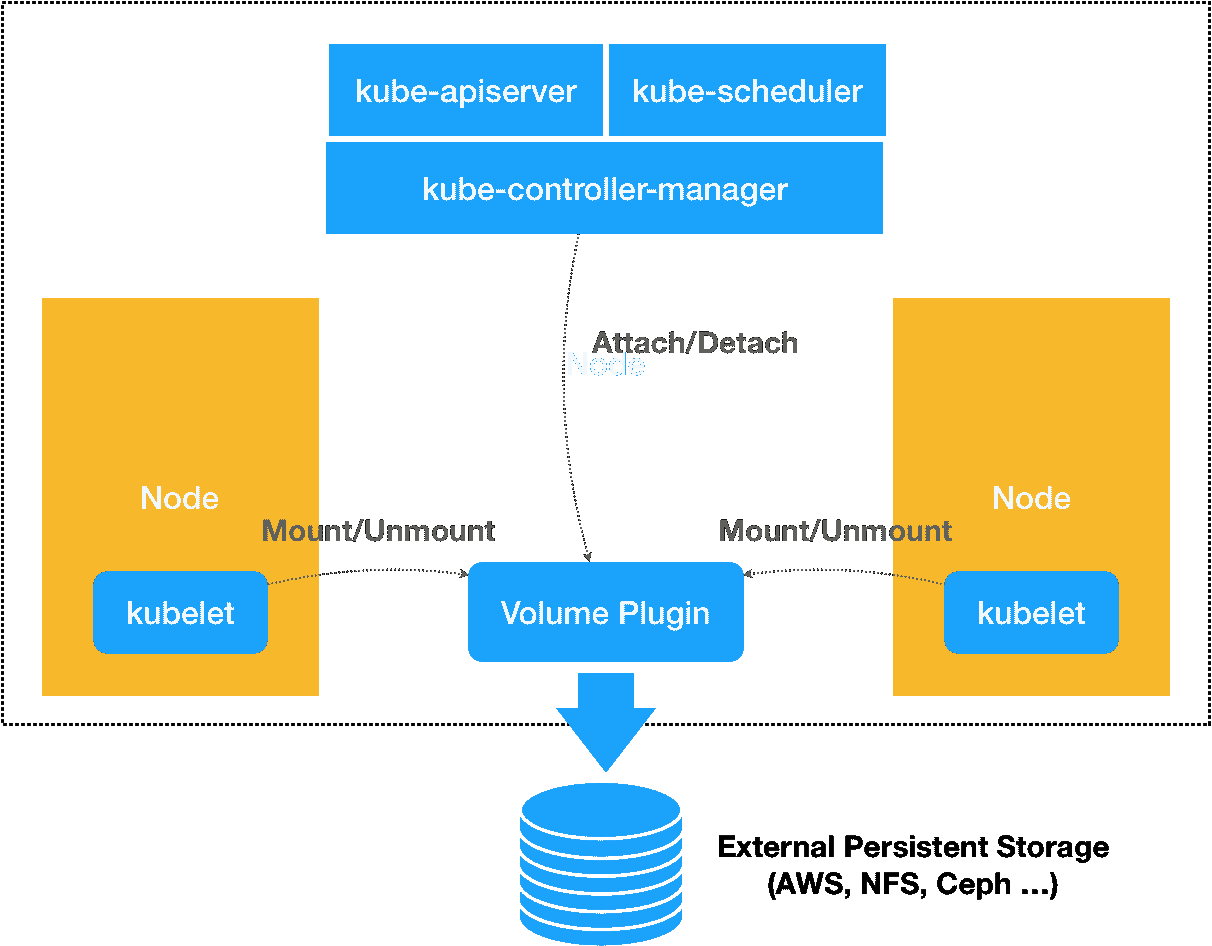 kube-apiserver
kube-scheduler
kube-controller-manager
Attach/Detach
Node
Node
Node
Mount/Unmount
Mount/Unmount
kubelet
Volume Plugin
kubelet
External Persistent Storage
(AWS, NFS, Ceph ...)